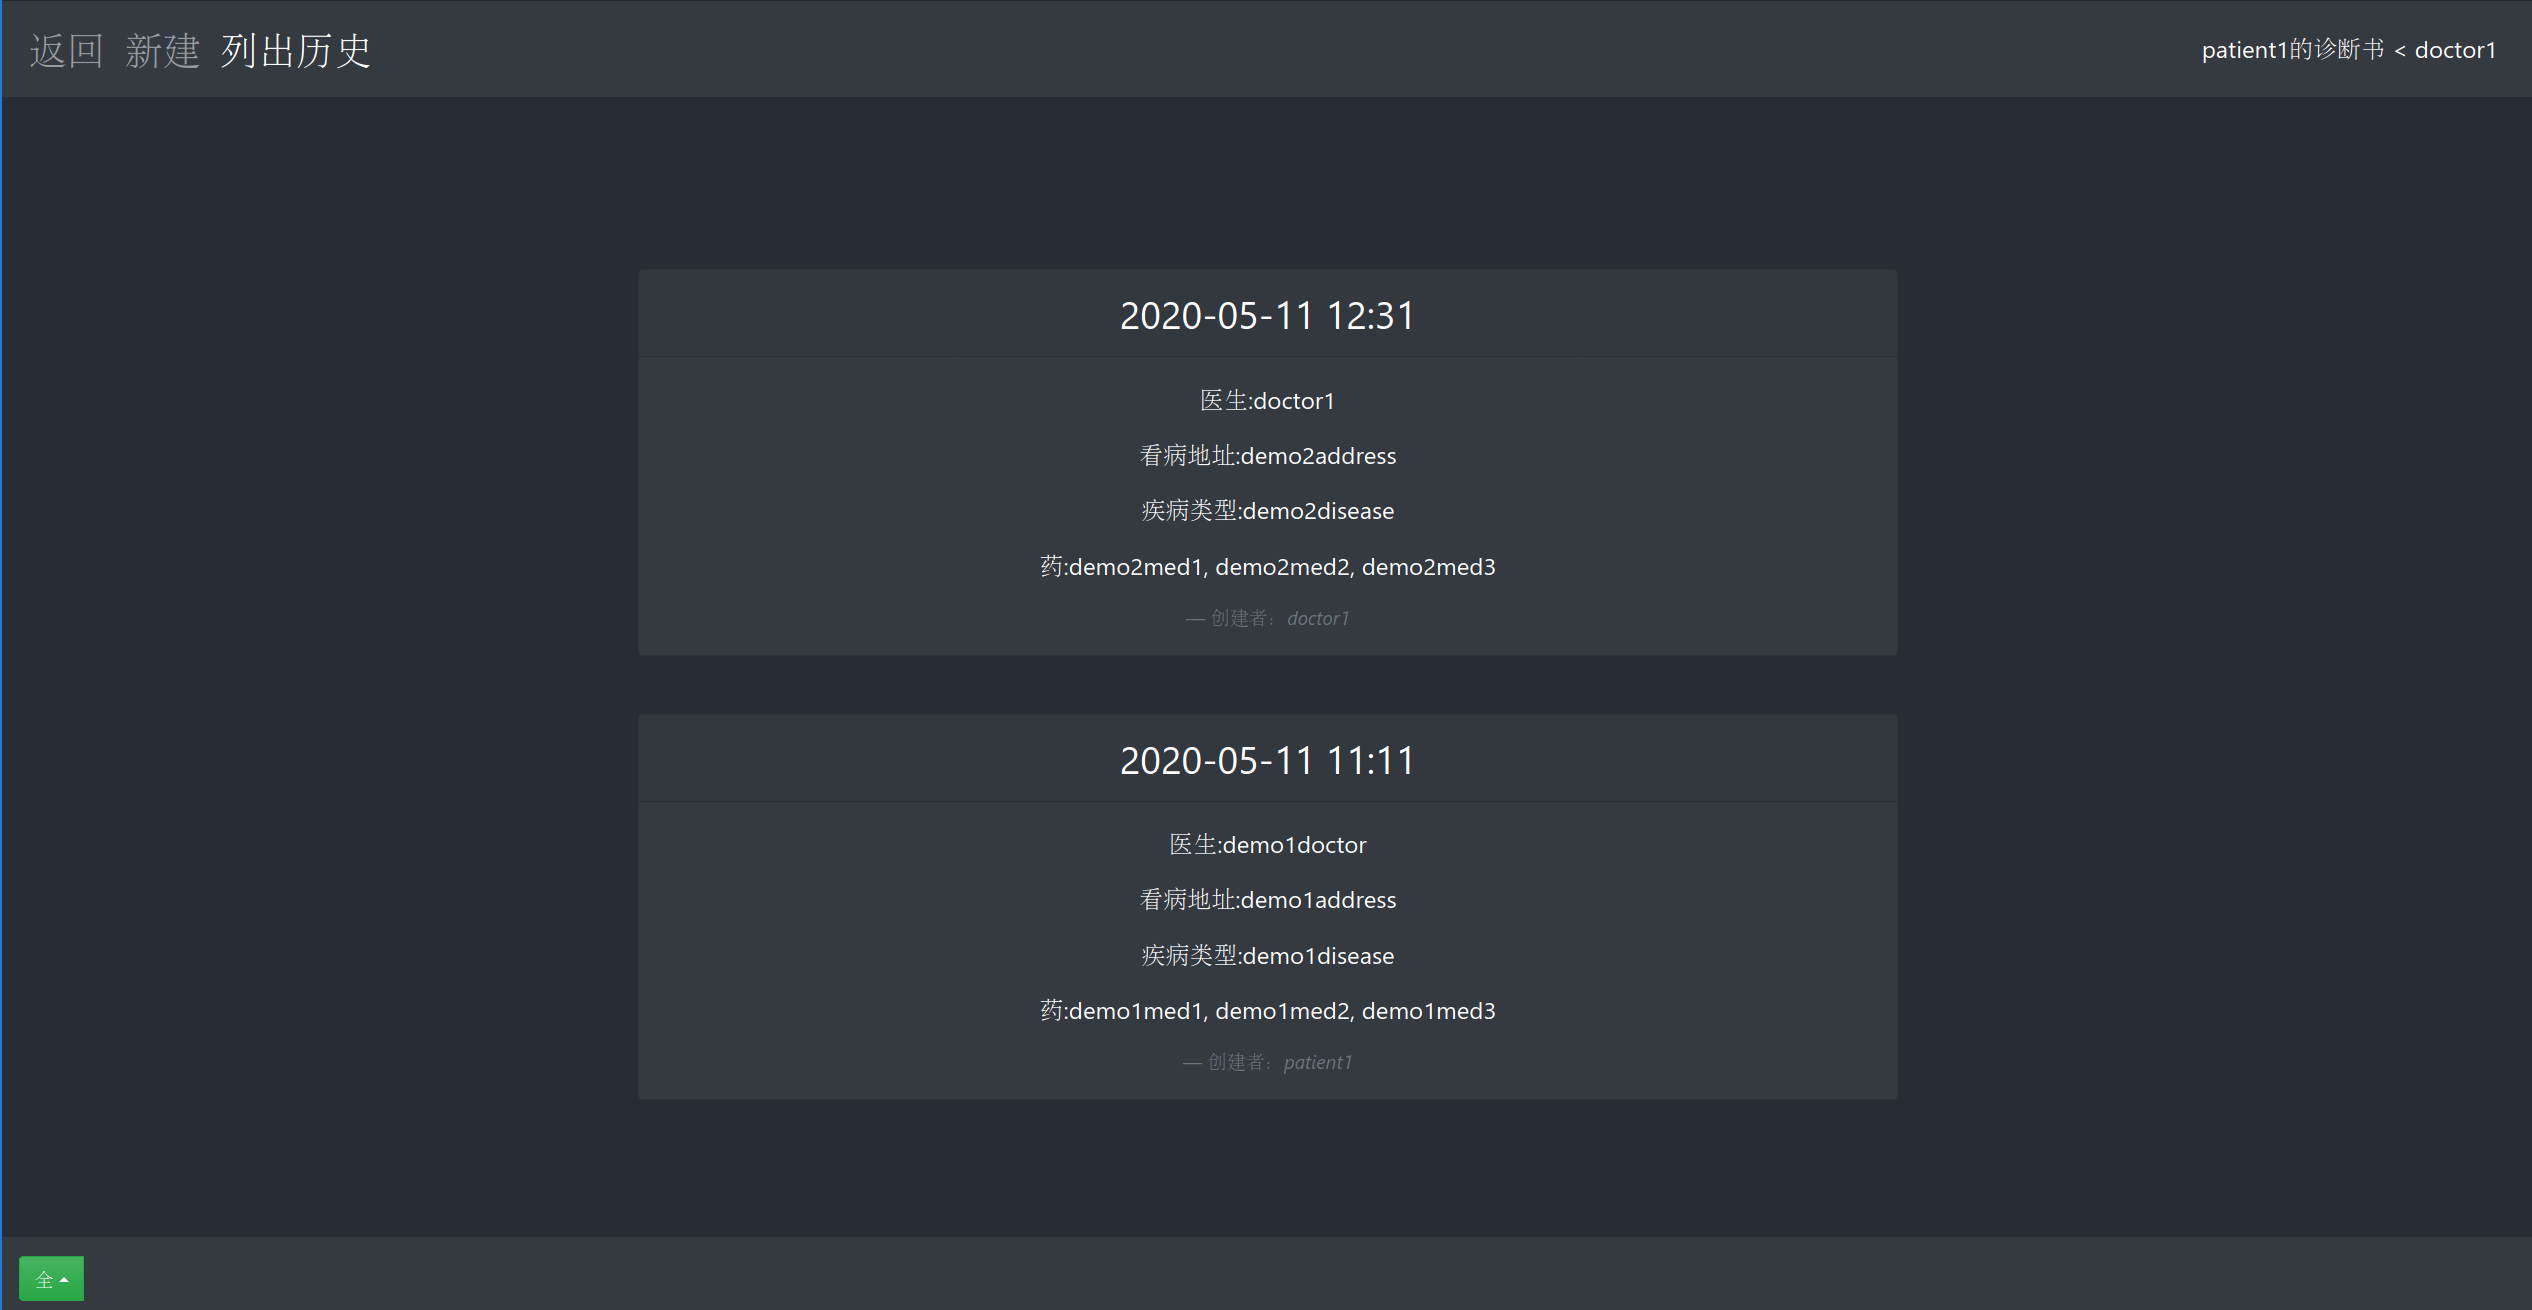 返回 新建 列出历史
patient1的诊断书 < doctor1
2020-05-11 12:31
医生:doctor1
看病地址:demo2address
疾病类型:demo2disease
药:demo2med1, demo2med2, demo2med3
— 创建者：doctor1
2020-05-11 11:11
医生:demo1doctor
看病地址:demo1address
疾病类型:demo1disease
药:demo1med1, demo1med2, demo1med3
— 创建者：patient1
全